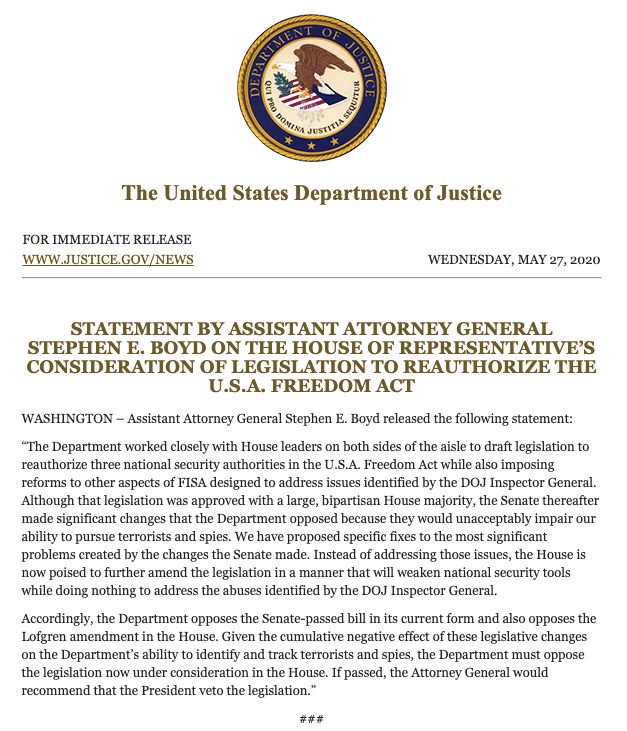 DEPARTMENT OF JUSTICE
QUI PRO DOMINA JUSTITIA SEQUITUR
The United States Department of Justice
FOR IMMEDIATE RELEASE
WWW.JUSTICE.GOV/NEWS WEDNESDAY, MAY 27, 2020
STATEMENT BY ASSISTANT ATTORNEY GENERAL
STEPHEN E. BOYD ON THE HOUSE OF REPRESENTATIVE’S
CONSIDERATION OF LEGISLATION TO REAUTHORIZE THE
U.S.A. FREEDOM ACT
WASHINGTON – Assistant Attorney General Stephen E. Boyd released the following statement:
“The Department worked closely with House leaders on both sides of the aisle to draft legislation to
reauthorize three national security authorities in the U.S.A. Freedom Act while also imposing
reforms to other aspects of FISA designed to address issues identified by the DOJ Inspector General.
Although that legislation was approved with a large, bipartisan House majority, the Senate thereafter
made significant changes that the Department opposed because they would unacceptably impair our
ability to pursue terrorists and spies. We have proposed specific fixes to the most significant
problems created by the changes the Senate made. Instead of addressing those issues, the House is
now poised to further amend the legislation in a manner that will weaken national security tools
while doing nothing to address the abuses identified by the DOJ Inspector General.
Accordingly, the Department opposes the Senate-passed bill in its current form and also opposes the
Lofgren amendment in the House. Given the cumulative negative effect of these legislative changes
on the Department’s ability to identify and track terrorists and spies, the Department must oppose
the legislation now under consideration in the House. If passed, the Attorney General would
recommend that the President veto the legislation.”
###